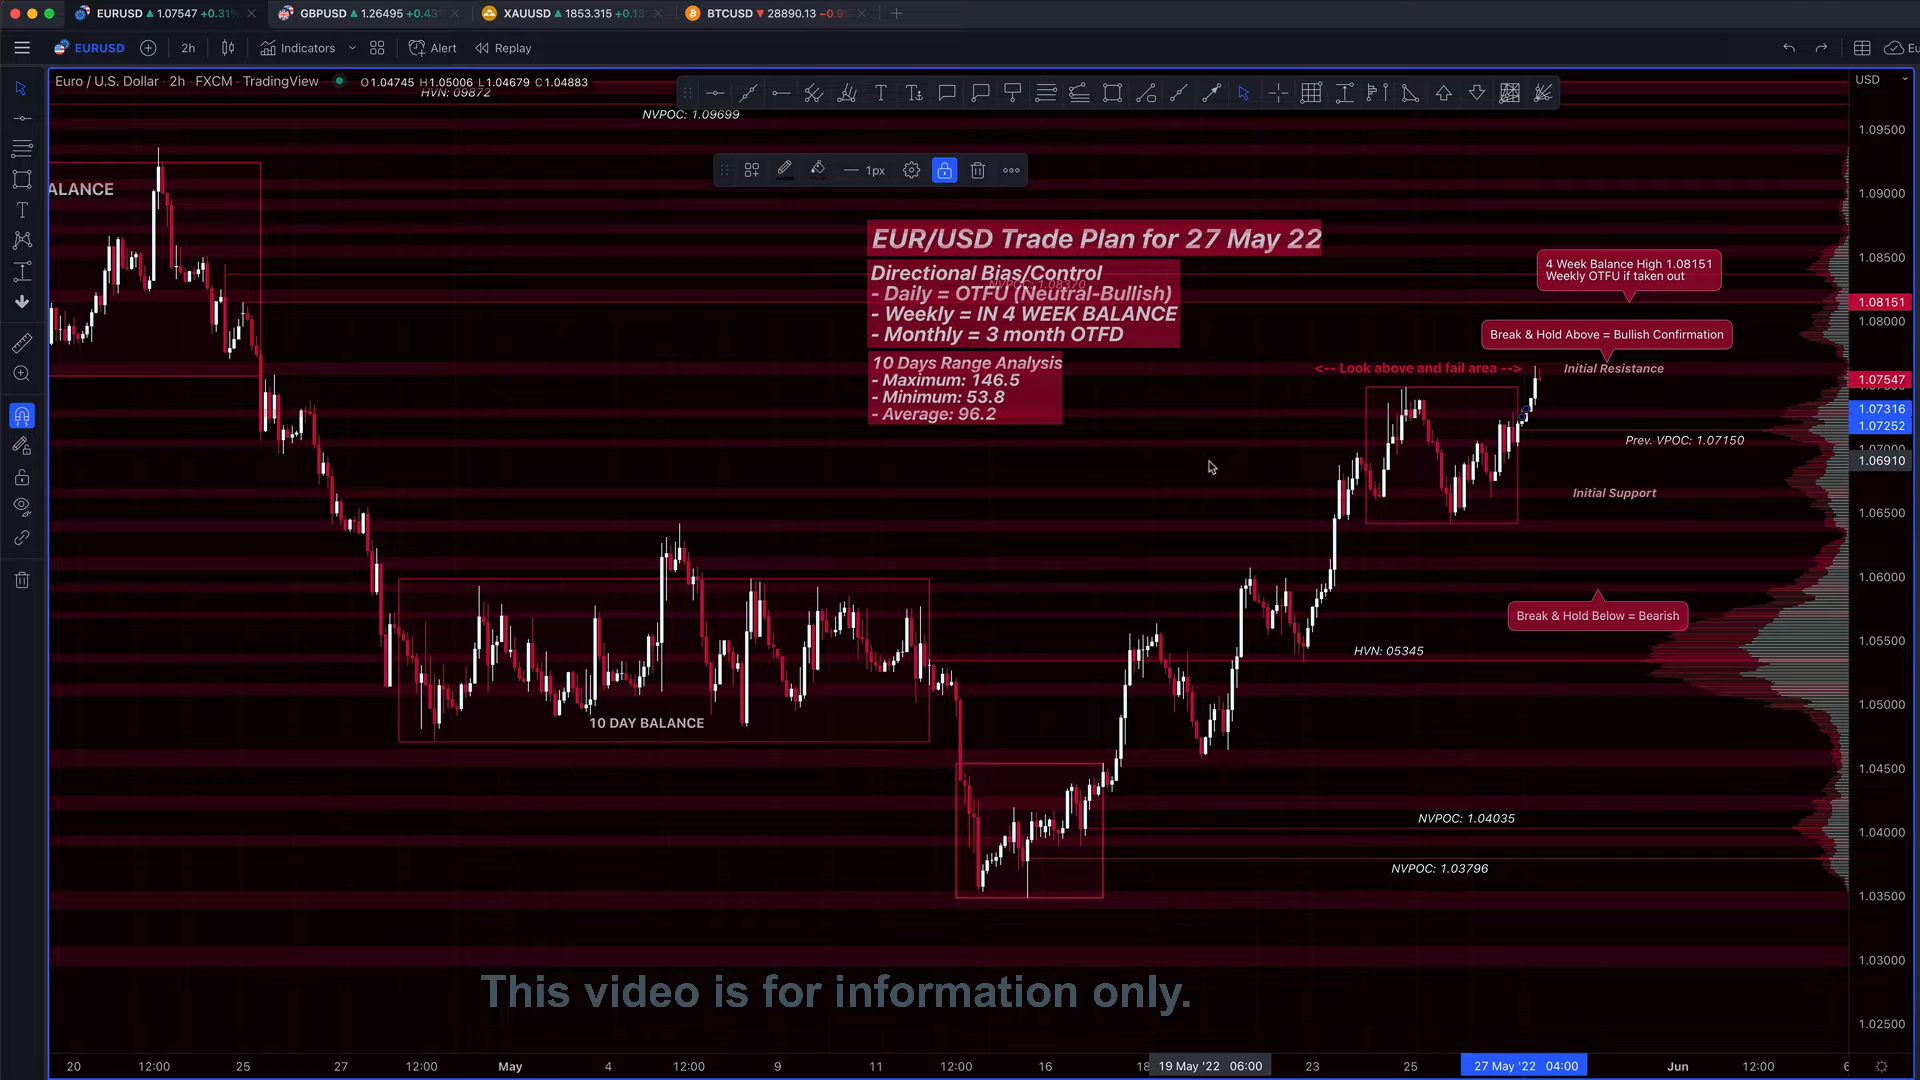 EURUSD ▲ 1.07547 +0.31%
GBPUSD ▲ 1.26495 +0.43
XAUUSD ▲ 1853.315 +0.13
BTCUSD ▼ 28890.13 −0.9
EURUSD 2h Indicators Alert Replay Eu
Euro / U.S. Dollar · 2h · FXCM · TradingView O1.04745 H1.05006 L1.04679 C1.04883
USD
HVN: 09872
NVPOC: 1.09699
1px
ALANCE
EUR/USD Trade Plan for 27 May 22
Directional Bias/Control
NVPOC: 1.08370
- Daily = OTFU (Neutral-Bullish)
- Weekly = IN 4 WEEK BALANCE
- Monthly = 3 month OTFD
10 Days Range Analysis
- Maximum: 146.5
- Minimum: 53.8
- Average: 96.2
4 Week Balance High 1.08151
Weekly OTFU if taken out
Break & Hold Above = Bullish Confirmation
<-- Look above and fail area -->
Initial Resistance
Prev. VPOC: 1.07150
Initial Support
Break & Hold Below = Bearish
HVN: 05345
10 DAY BALANCE
NVPOC: 1.04035
NVPOC: 1.03796
This video is for information only.
1.09500
1.09000
1.08500
1.08151
1.08000
1.07547
1.07316
1.07252
1.07000
1.06910
1.06500
1.06000
1.05500
1.05000
1.04500
1.04000
1.03500
1.03000
1.02500
20 12:00 25 27 12:00 May 4 12:00 9 11 12:00 16 18 19 May '22 06:00 23 25 27 May '22 04:00 Jun 12:00 6